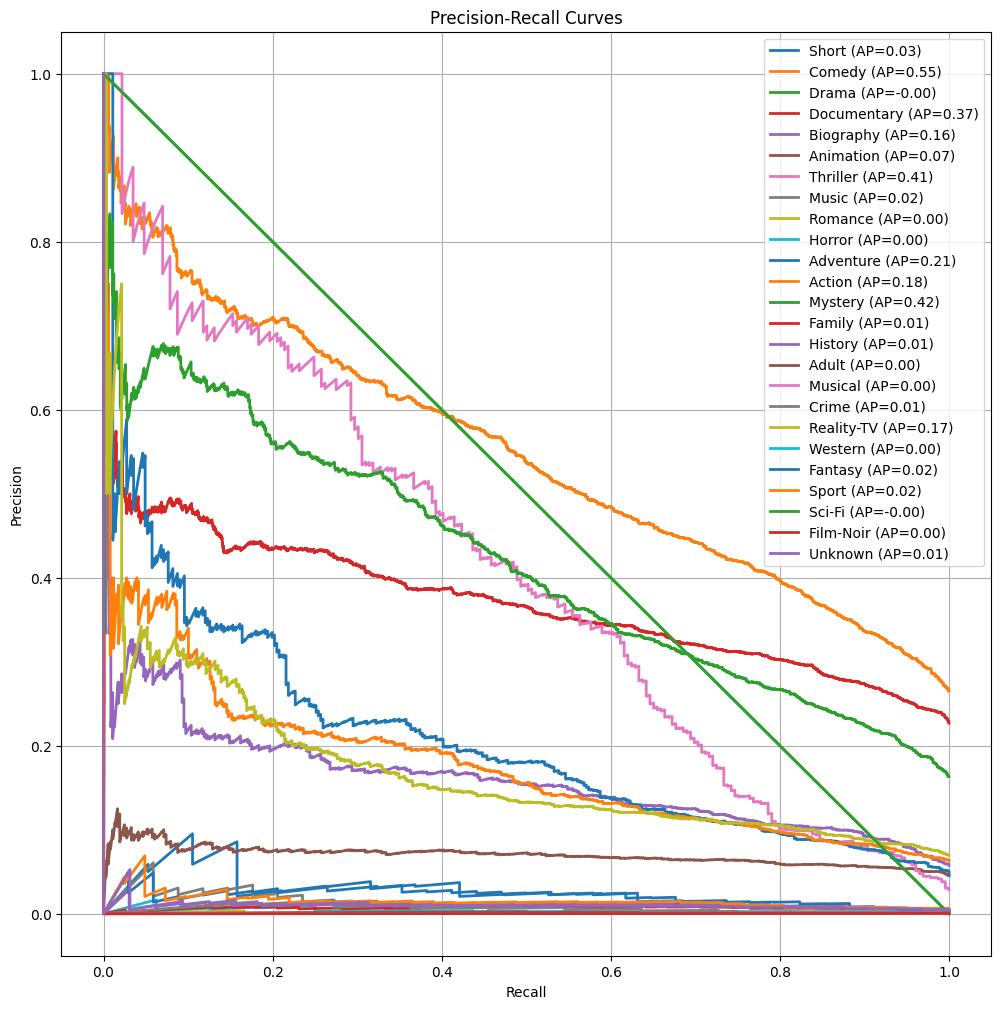 Precision-Recall Curves
Precision
1.0
0.8
0.6
0.4
0.2
0.0
Short (AP=0.03)
Comedy (AP=0.55)
Drama (AP=-0.00)
Documentary (AP=0.37)
Biography (AP=0.16)
Animation (AP=0.07)
Thriller (AP=0.41)
Music (AP=0.02)
Romance (AP=0.00)
Horror (AP=0.00)
Adventure (AP=0.21)
Action (AP=0.18)
Mystery (AP=0.42)
Family (AP=0.01)
History (AP=0.01)
Adult (AP=0.00)
Musical (AP=0.00)
Crime (AP=0.01)
Reality-TV (AP=0.17)
Western (AP=0.00)
Fantasy (AP=0.02)
Sport (AP=0.02)
Sci-Fi (AP=-0.00)
Film-Noir (AP=0.00)
Unknown (AP=0.01)
0.0 0.2 0.4 0.6 0.8 1.0
Recall